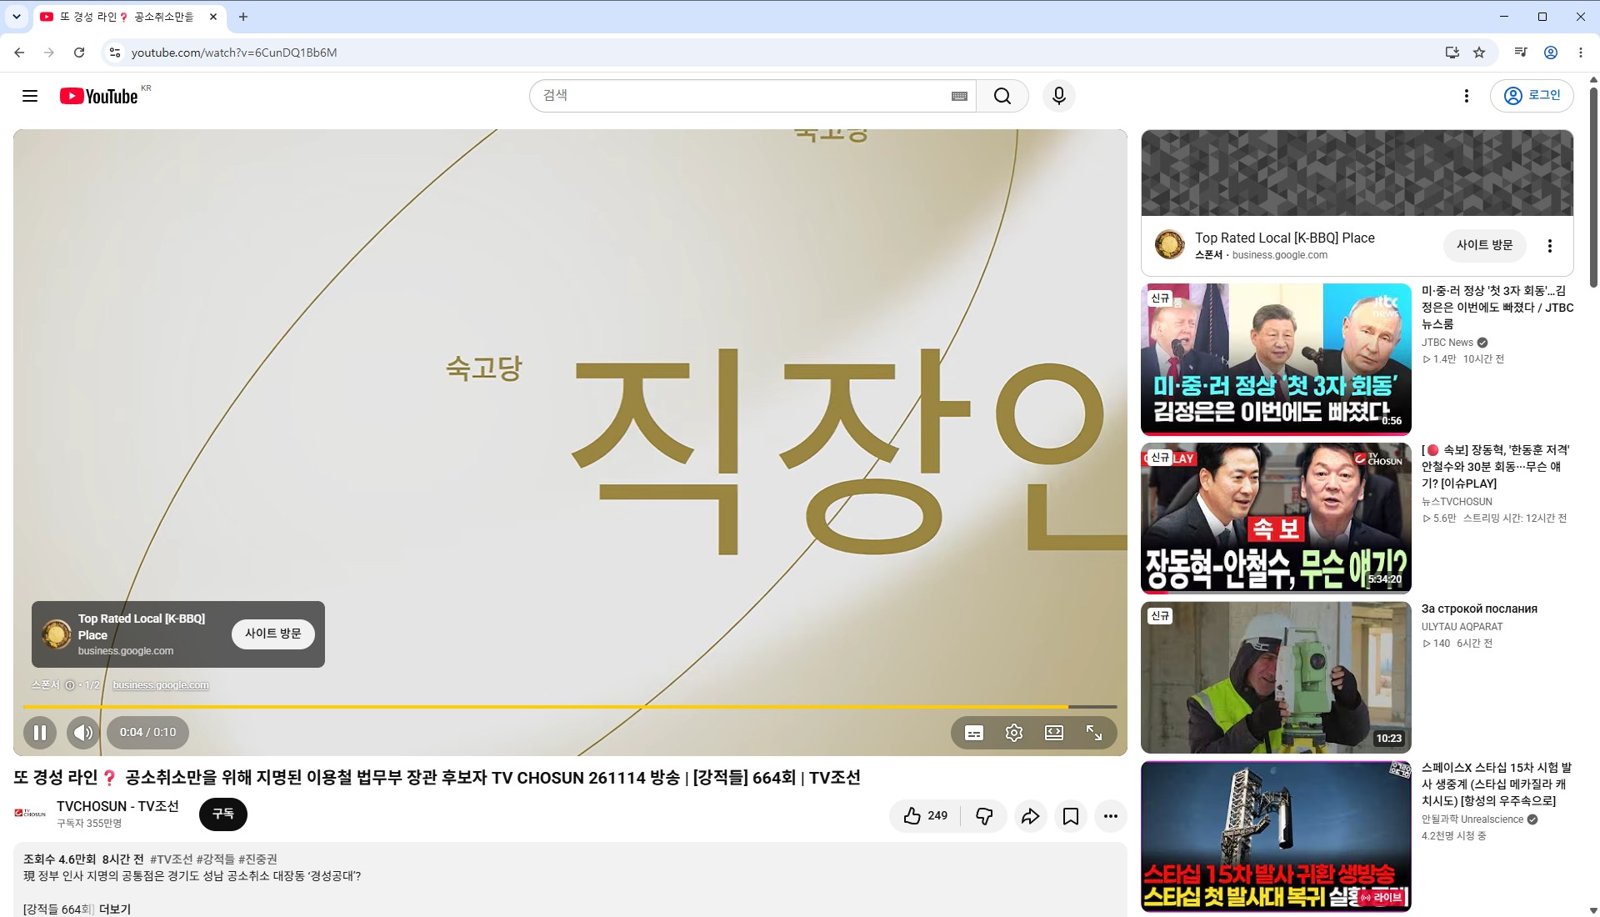 또 경성 라인❓ 공소취소만을
youtube.com/watch?v=6CunDQ1Bb6M
YouTube KR
검색
로그인
숙고당
숙고당
직장인
Top Rated Local [K-BBQ]
Place
business.google.com
사이트 방문
스폰서 · 1/2 business.google.com
0:04 / 0:10
또 경성 라인❓ 공소취소만을 위해 지명된 이용철 법무부 장관 후보자 TV CHOSUN 261114 방송 | [강적들] 664회 | TV조선
TV CHOSUN
TVCHOSUN - TV조선
구독자 355만명
구독
249
조회수 4.6만회 8시간 전 #TV조선 #강적들 #진중권
現 정부 인사 지명의 공통점은 경기도 성남 공소취소 대장동 ‘경성공대’?
[강적들 664회] 더보기
Top Rated Local [K-BBQ] Place
스폰서 · business.google.com
사이트 방문
신규
jtbc
news
미·중·러 정상 '첫 3자 회동'
김정은은 이번에도 빠졌다
0:56
미·중·러 정상 '첫 3자 회동'...김
정은은 이번에도 빠졌다 / JTBC
뉴스룸
JTBC News
1.4만 10시간 전
신규
PLAY
TV CHOSUN
속보
장동혁-안철수, 무슨 얘기?
5:34:20
[🔴 속보] 장동혁, '한동훈 저격'
안철수와 30분 회동…무슨 얘
기? [이슈PLAY]
뉴스TVCHOSUN
5.6만 스트리밍 시간: 12시간 전
신규
10:23
За строкой послания
ULYTAU AQPARAT
140 6시간 전
스타십 15차 발사 귀환 생방송
스타십 첫 발사대 복귀
라이브
스페이스X 스타십 15차 시험 발
사 생중계 (스타십 메카질라 캐
치시도) [항성의 우주속으로]
안될과학 Unrealscience
4.2천명 시청 중